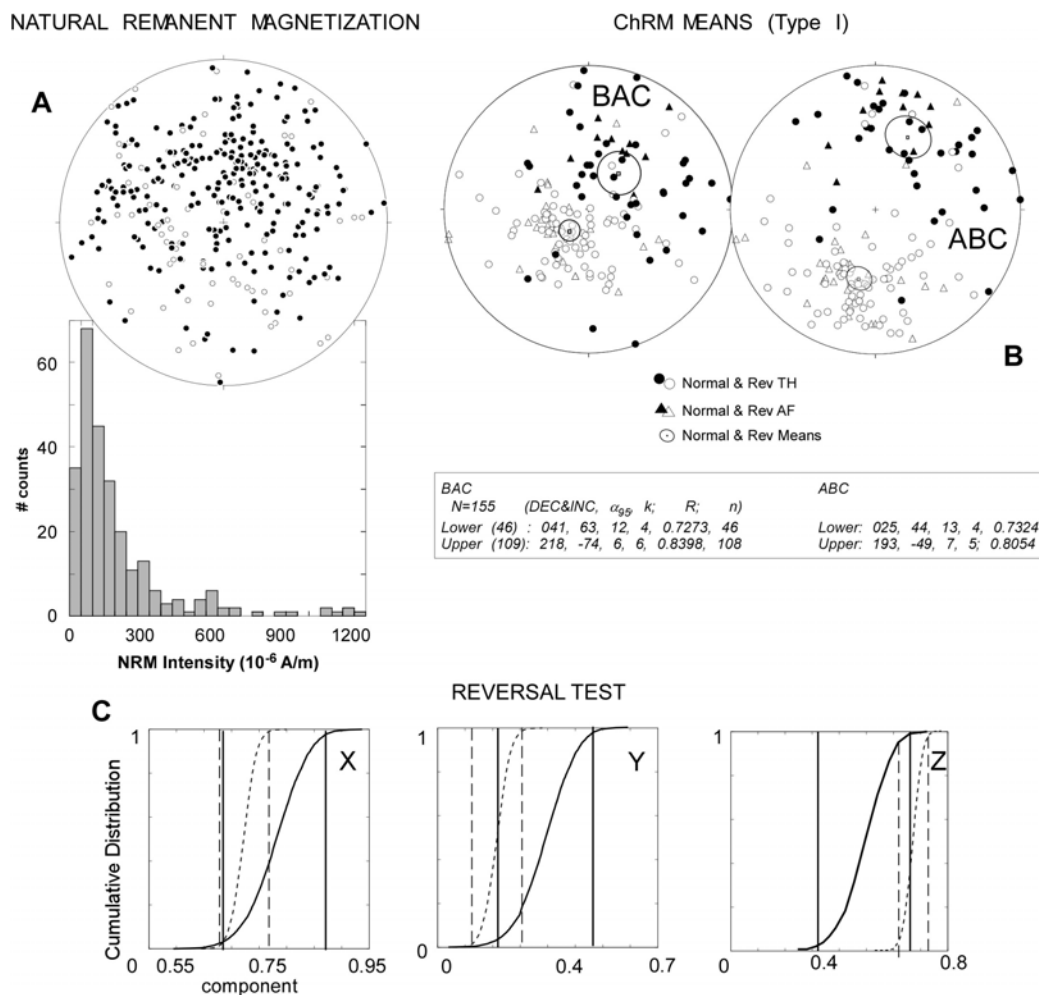 NATURAL REMANENT MAGNETIZATION
ChRM MEANS (Type I)
A
BAC
ABC
B
Normal & Rev TH
Normal & Rev AF
Normal & Rev Means
60
40
20
0
# counts
0 300 600 900 1200
NRM Intensity (10-6 A/m)
BAC
N=155 (DEC&INC, α95, k; R; n)
Lower (46) : 041, 63, 12, 4, 0.7273, 46
Upper (109): 218, -74, 6, 6, 0.8398, 108
ABC
Lower: 025, 44, 13, 4, 0.7324
Upper: 193, -49, 7, 5; 0.8054
REVERSAL TEST
C
Cumulative Distribution
1
X
0 0.55 0.75 0.95
component
1
Y
0
0 0.4 0.7
1
Z
0
0.4 0.6 0.8